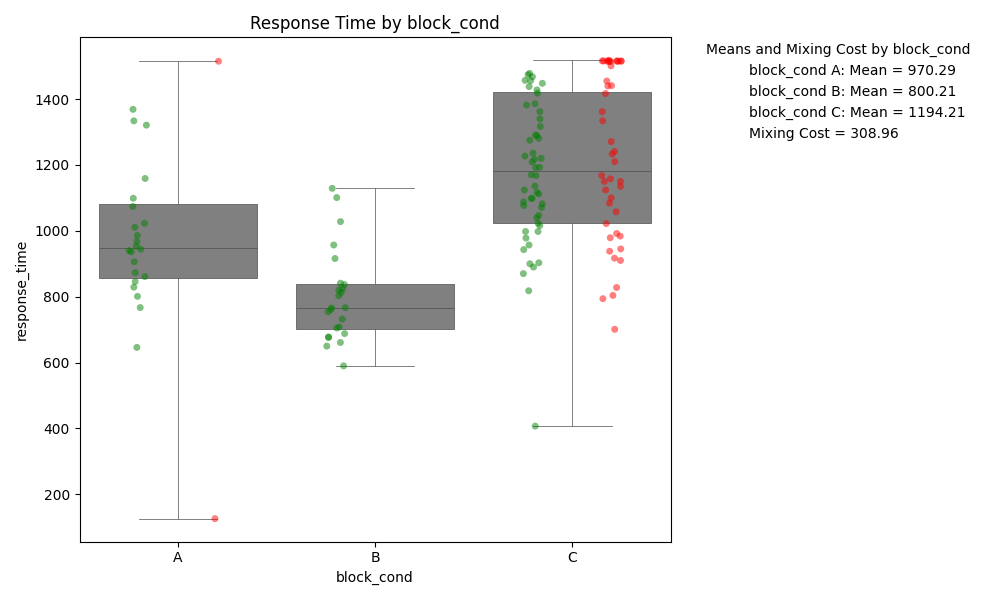 Response Time by block_cond
Means and Mixing Cost by block_cond
block_cond A: Mean = 970.29
block_cond B: Mean = 800.21
block_cond C: Mean = 1194.21
Mixing Cost = 308.96
response_time
1400
1200
1000
800
600
400
200
A B C
block_cond